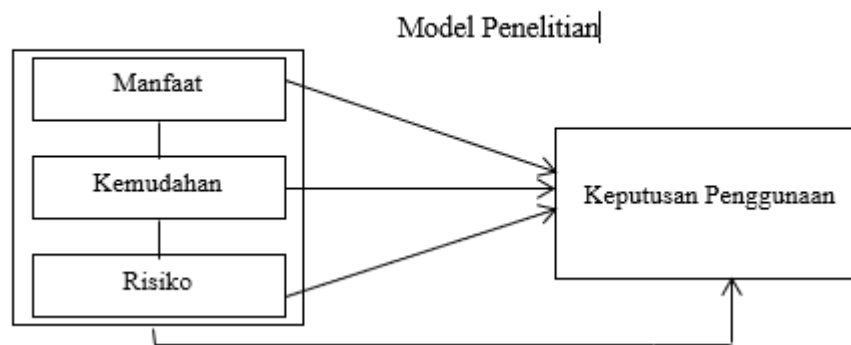 Model Penelitian
Manfaat
Kemudahan
Keputusan Penggunaan
Risiko